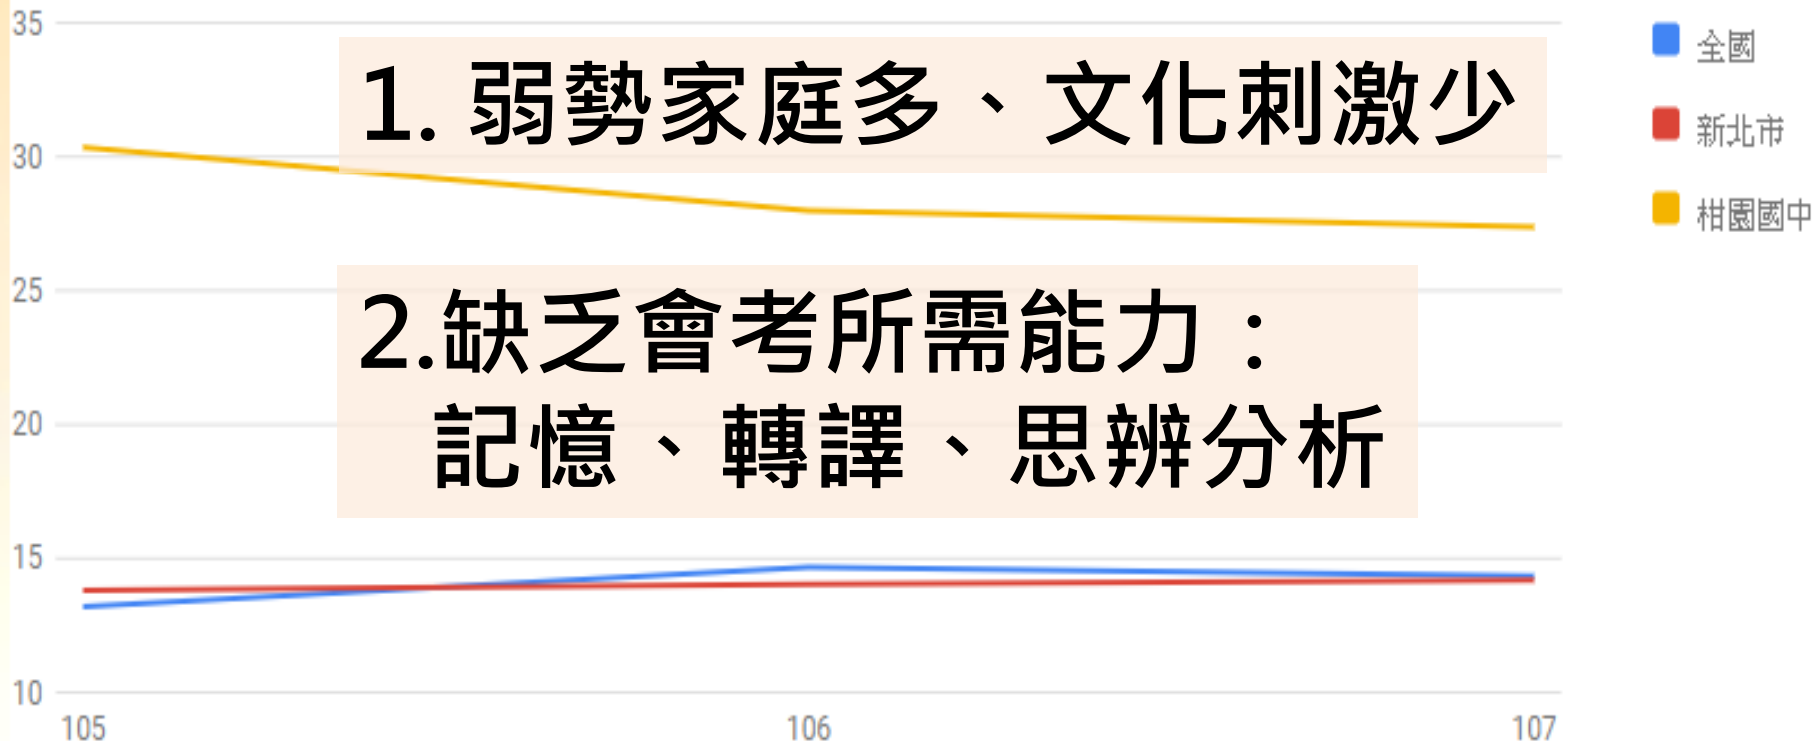 35
30
25
20
15
10
105
106
107
1. 弱勢家庭多、文化刺激少
2.缺乏會考所需能力：
記憶、轉譯、思辨分析
全國
新北市
柑園國中